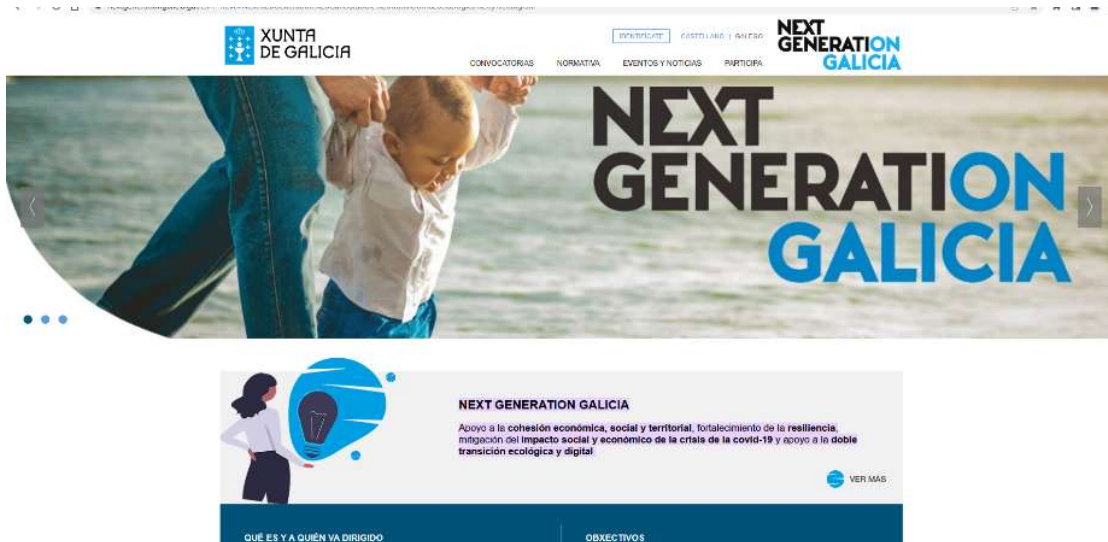 XUNTA
DE GALICIA
IDENTIFÍCATE CASTELLANO | GALEGO
CONVOCATORIAS NORMATIVA EVENTOS Y NOTICIAS PARTICIPA
NEXT
GENERATION
GALICIA
NEXT
GENERATION
GALICIA
NEXT GENERATION GALICIA
Apoyo a la cohesión económica, social y territorial, fortalecimiento de la resiliencia,
mitigación del impacto social y económico de la crisis de la covid-19 y apoyo a la doble
transición ecológica y digital
VER MÁS
QUÉ ES Y A QUIÉN VA DIRIGIDO
OBXECTIVOS